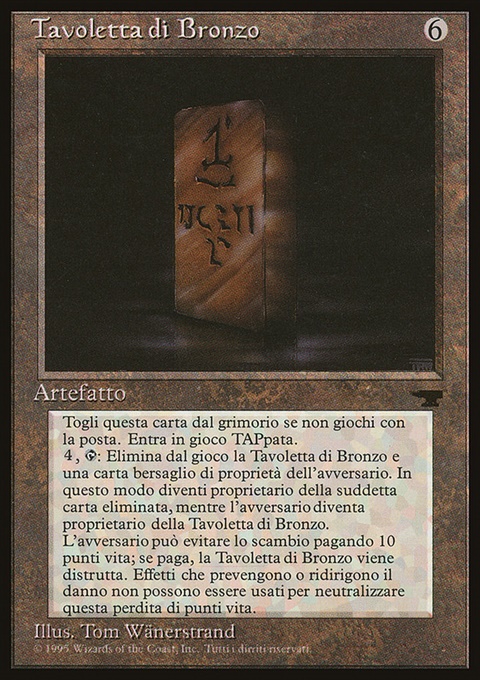 Tavoletta di Bronzo 6
Artefatto
Togli questa carta dal grimorio se non giochi con
la posta. Entra in gioco TAPpata.
4, : Elimina dal gioco la Tavoletta di Bronzo e
una carta bersaglio di proprietà dell'avversario. In
questo modo diventi proprietario della suddetta
carta eliminata, mentre l'avversario diventa
proprietario della Tavoletta di Bronzo.
L'avversario può evitare lo scambio pagando 10
punti vita; se paga, la Tavoletta di Bronzo viene
distrutta. Effetti che prevengono o ridirigono il
danno non possono essere usati per neutralizzare
questa perdita di punti vita.
Illus. Tom Wänerstrand
© 1995 Wizards of the Coast, Inc. Tutti i diritti riservati.